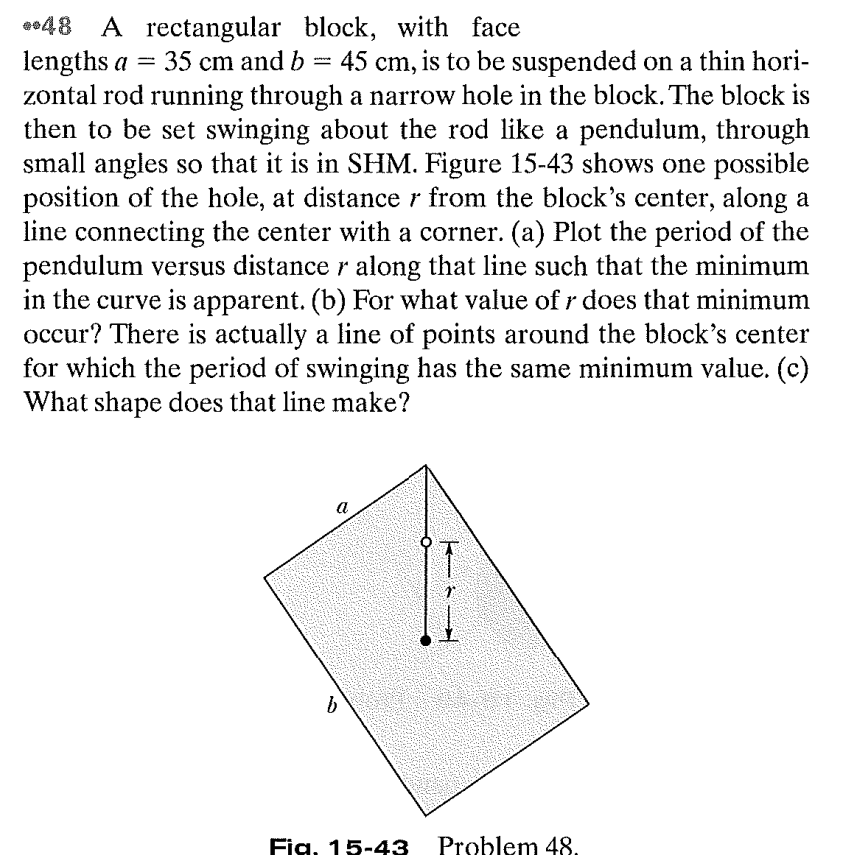 ••48 A rectangular block, with face
lengths a = 35 cm and b = 45 cm, is to be suspended on a thin hori-
zontal rod running through a narrow hole in the block. The block is
then to be set swinging about the rod like a pendulum, through
small angles so that it is in SHM. Figure 15-43 shows one possible
position of the hole, at distance r from the block's center, along a
line connecting the center with a corner. (a) Plot the period of the
pendulum versus distance r along that line such that the minimum
in the curve is apparent. (b) For what value of r does that minimum
occur? There is actually a line of points around the block's center
for which the period of swinging has the same minimum value. (c)
What shape does that line make?
a
r
b
Fig. 15-43 Problem 48.